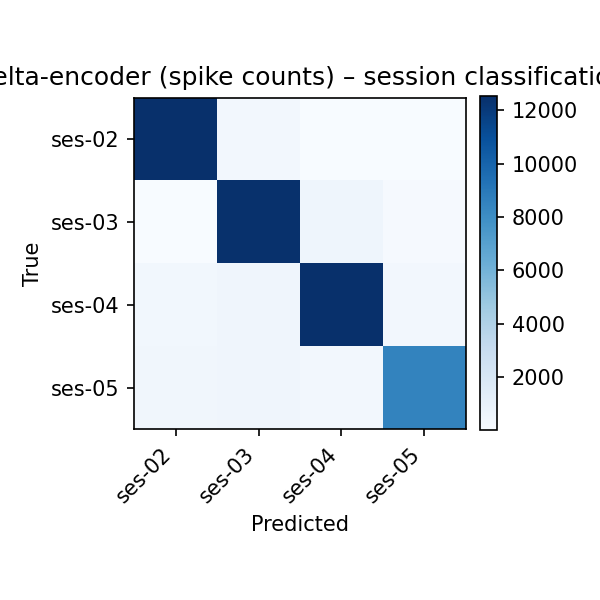 elta-encoder (spike counts) – session classificatio
ses-02
ses-03
ses-04
ses-05
True
ses-02
ses-03
ses-04
ses-05
Predicted
12000
10000
8000
6000
4000
2000